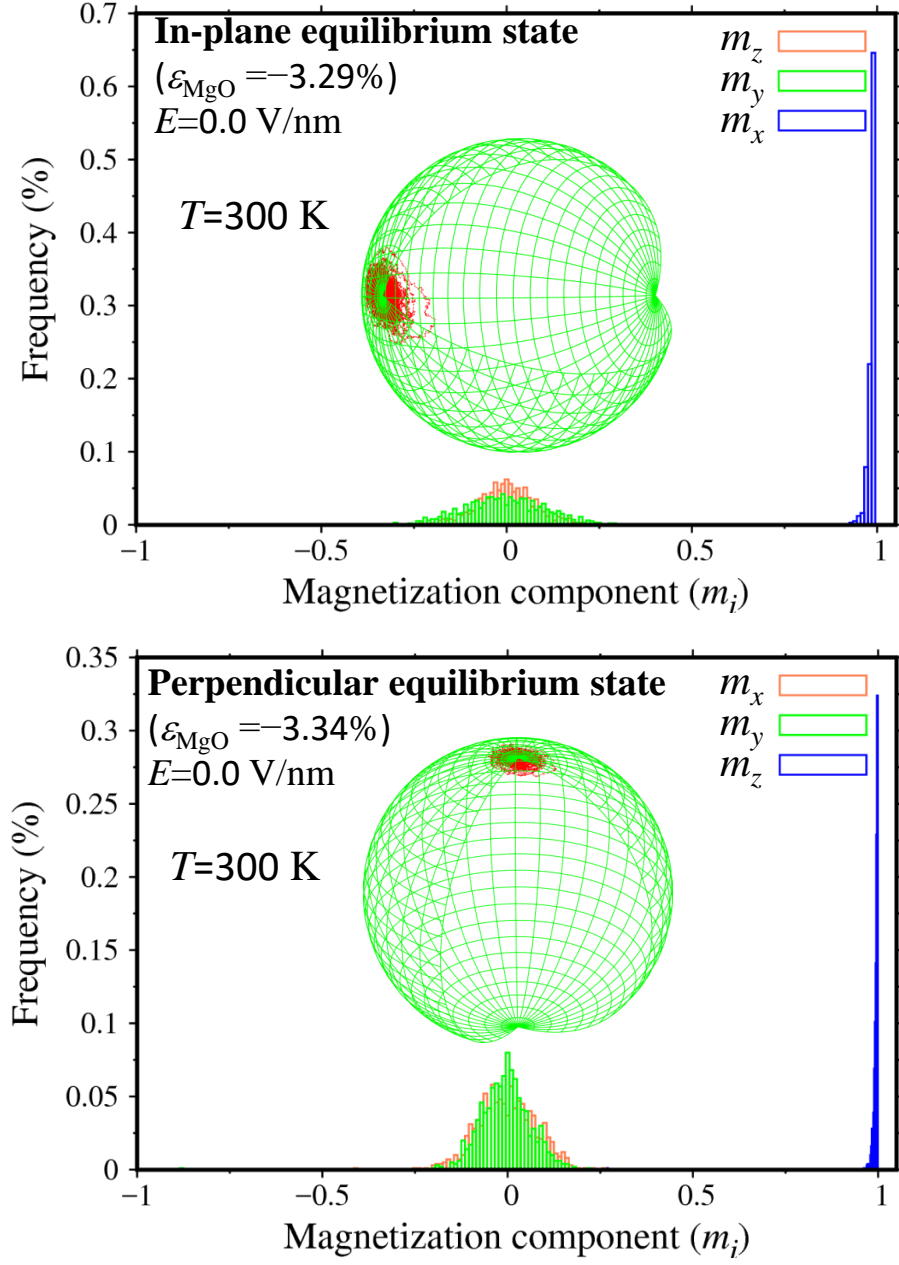 In-plane equilibrium state
(εMgO =−3.29%)
E=0.0 V/nm
T=300 K
mz
my
mx
Frequency (%)
0.7
0.6
0.5
0.4
0.3
0.2
0.1
0
−1
−0.5
0
0.5
1
Magnetization component (mi)
Perpendicular equilibrium state
(εMgO =−3.34%)
E=0.0 V/nm
T=300 K
mx
my
mz
Frequency (%)
0.35
0.3
0.25
0.2
0.15
0.1
0.05
0
−1
−0.5
0
0.5
1
Magnetization component (mi)